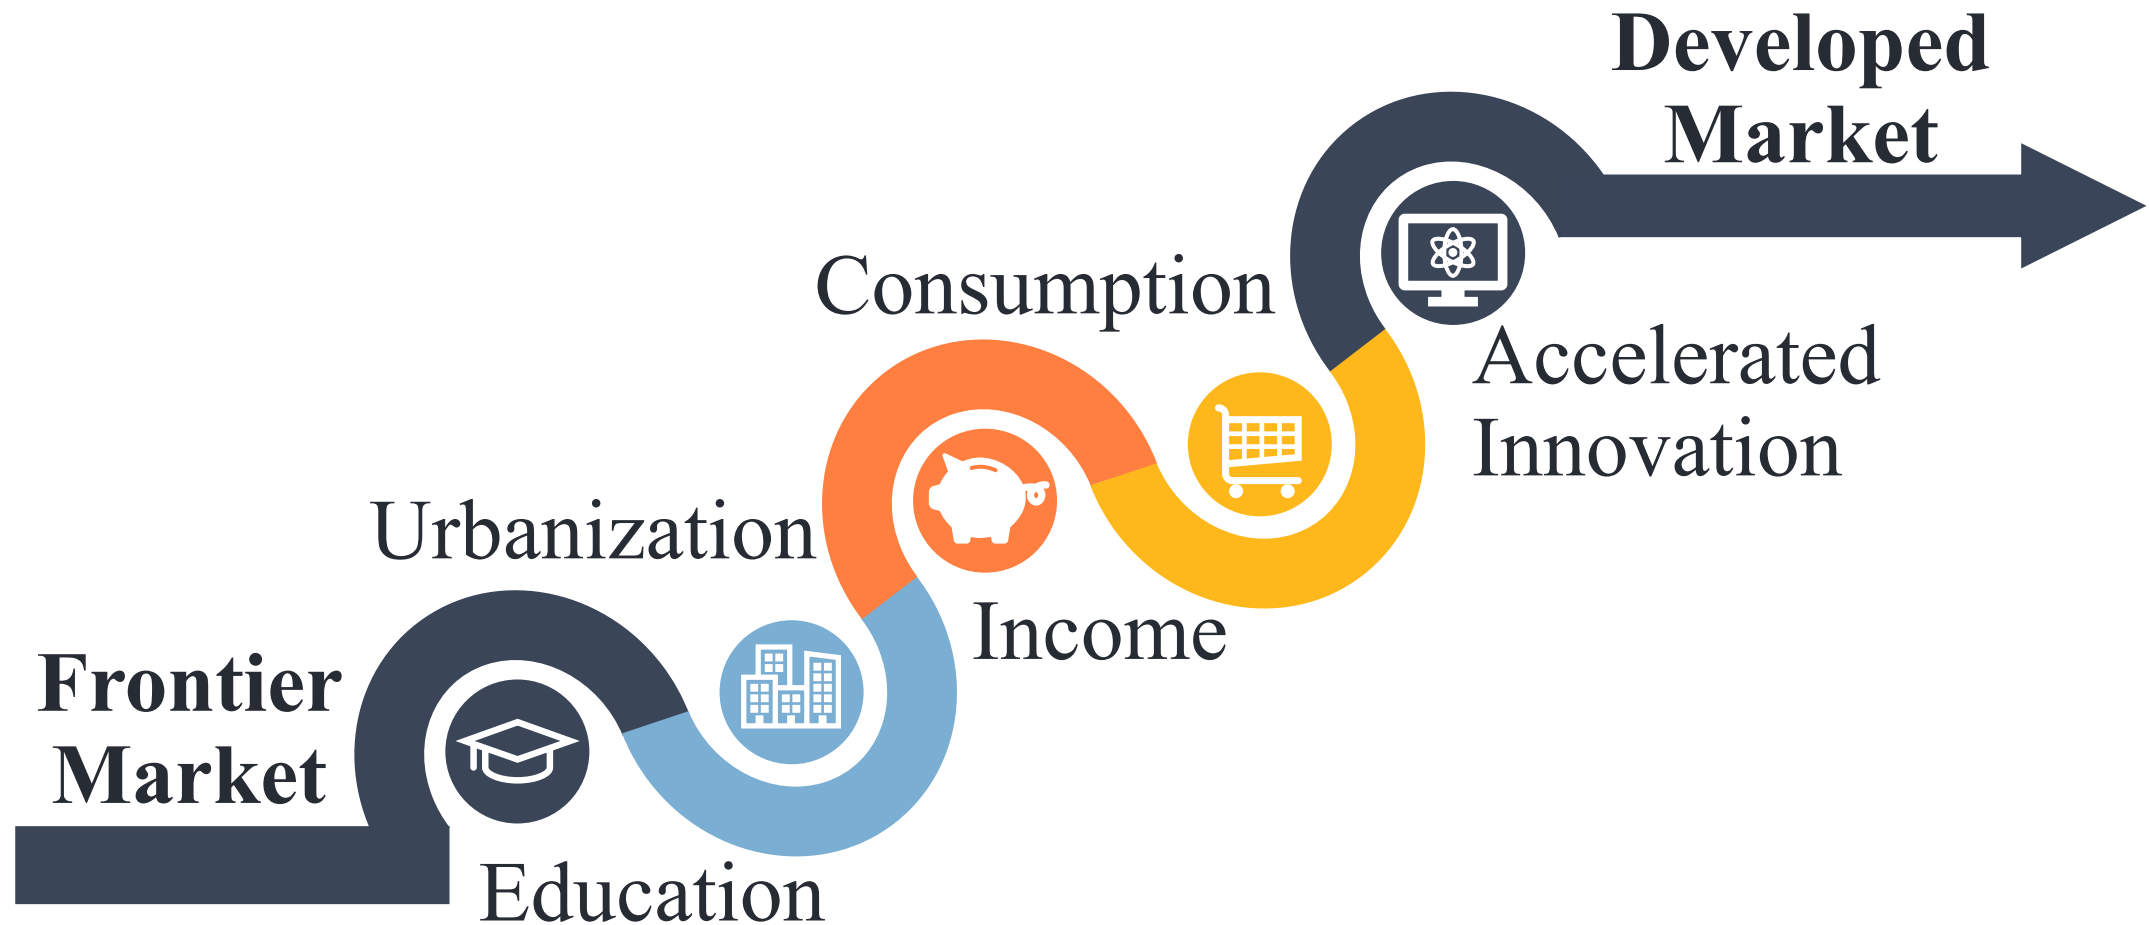 Frontier
Market
Education
Urbanization
Income
Consumption
Accelerated
Innovation
Developed
Market